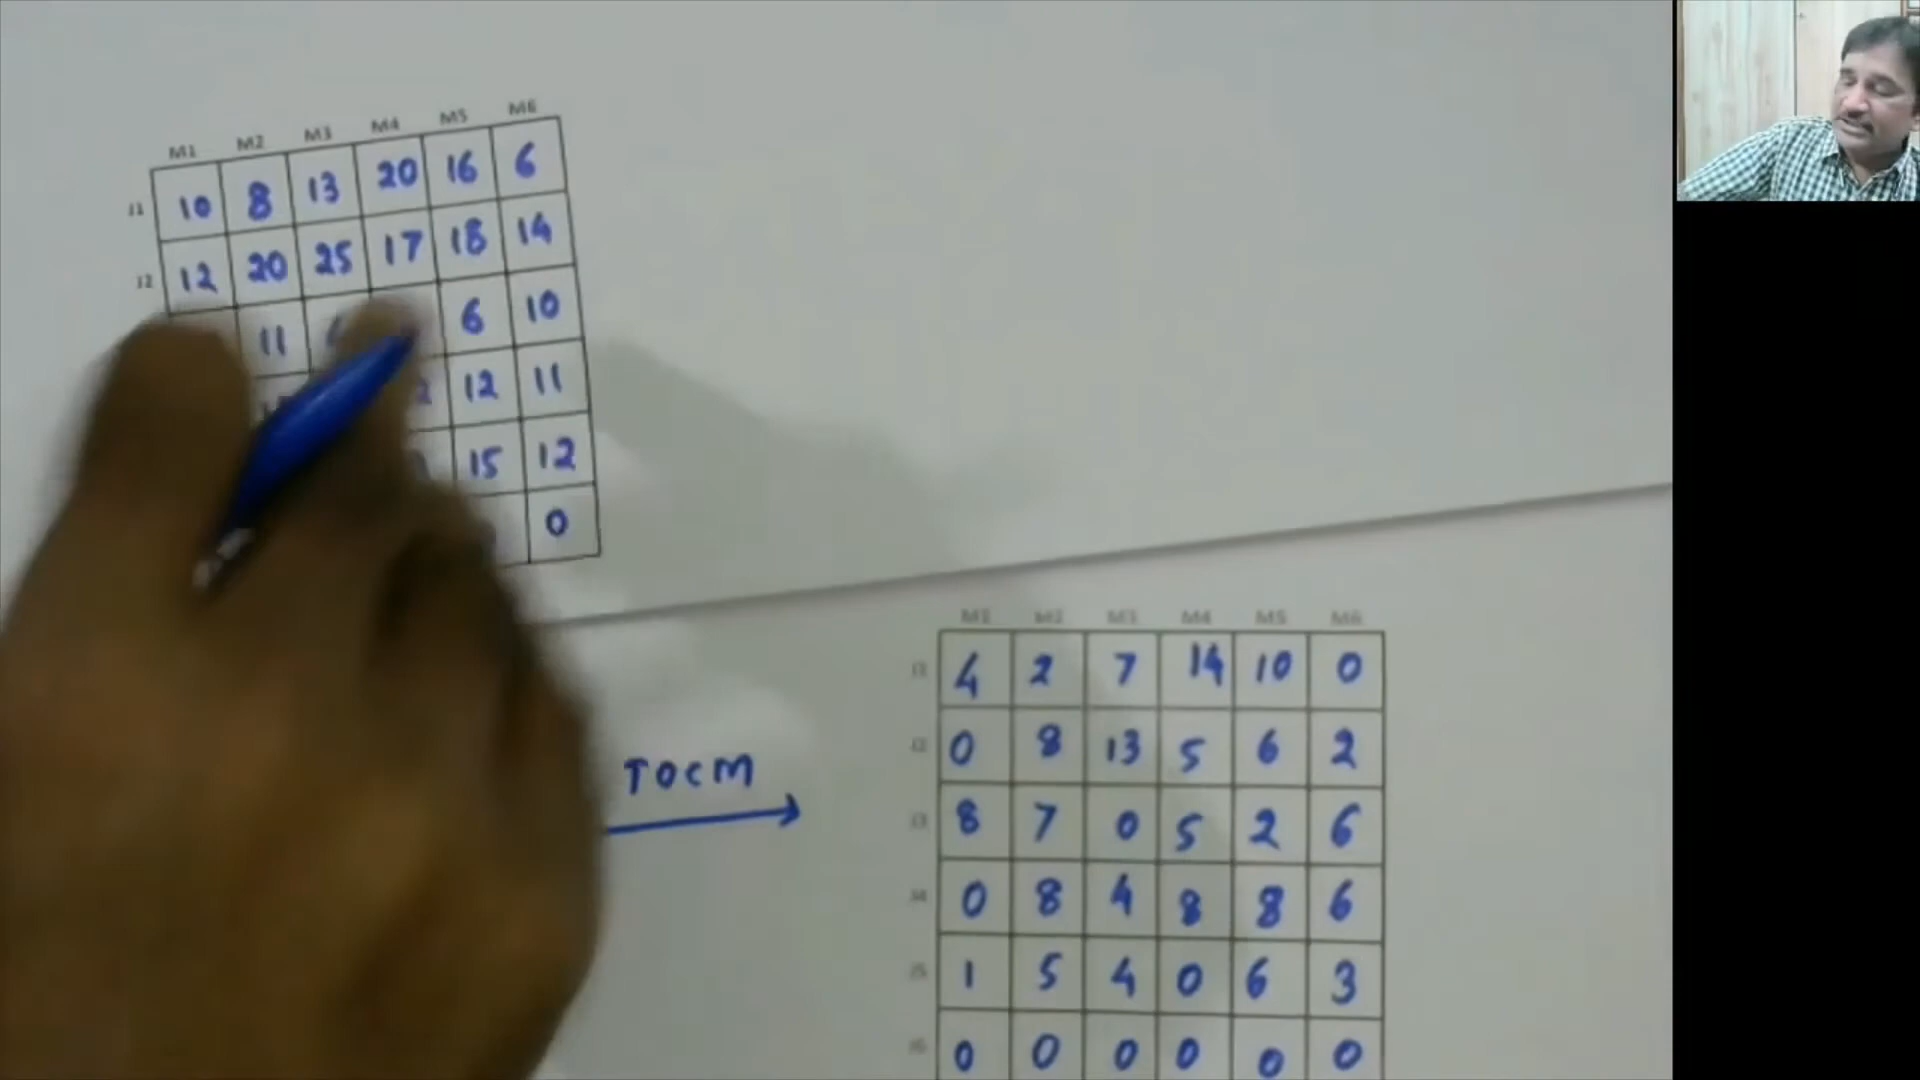 M1 M2 M3 M4 M5 M6
J1 10 8 13 20 16 6
J2 12 20 25 17 18 14
11 6 10
12 11
15 12
0
TOCM
M1 M2 M3 M4 M5 M6
J1 4 2 7 14 10 0
J2 0 8 13 5 6 2
J3 8 7 0 5 2 6
J4 0 8 4 8 8 6
J5 1 5 4 0 6 3
J6 0 0 0 0 0 0